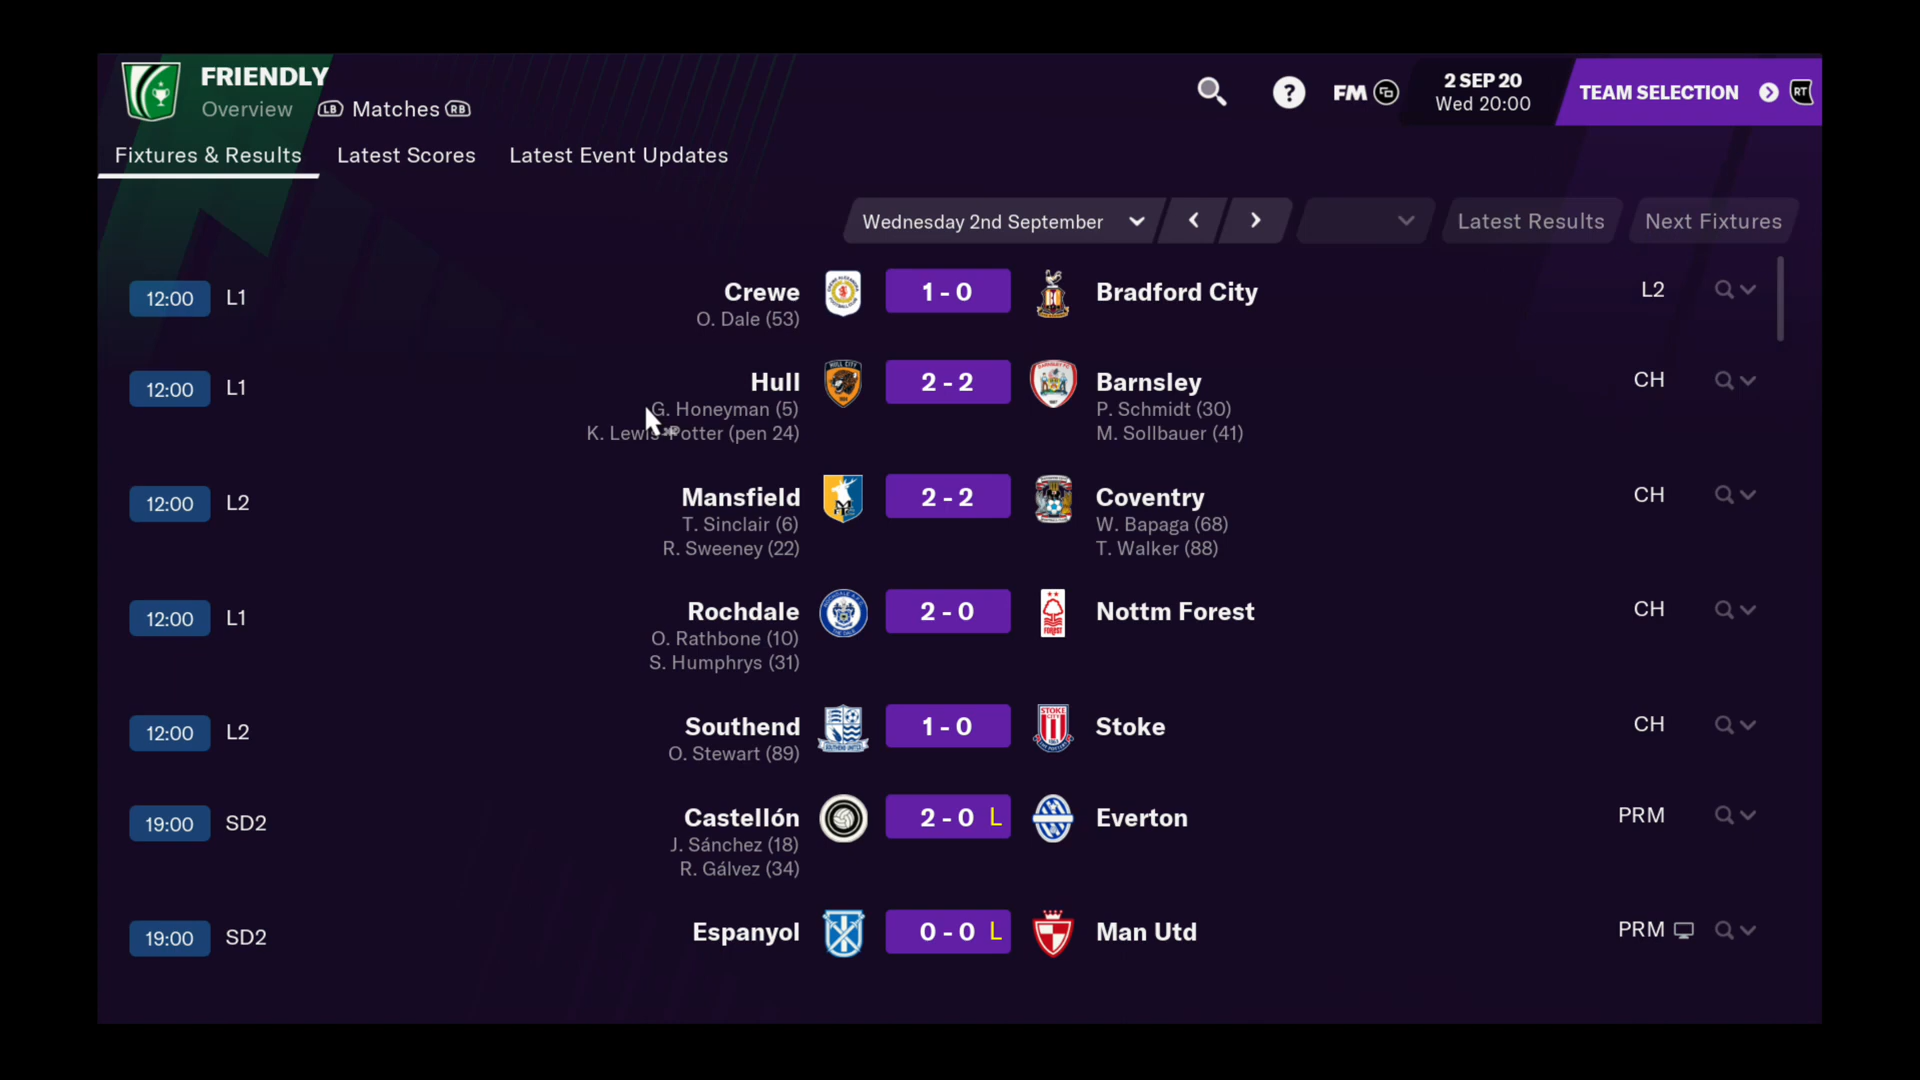 FRIENDLY
Overview LB Matches RB
? FM
2 SEP 20
Wed 20:00
TEAM SELECTION RT
Fixtures & Results Latest Scores Latest Event Updates
Wednesday 2nd September Latest Results Next Fixtures
12:00 L1 Crewe 1 - 0 Bradford City L2
O. Dale (53)
12:00 L1 Hull 2 - 2 Barnsley CH
G. Honeyman (5) P. Schmidt (30)
K. Lewis-Potter (pen 24) M. Sollbauer (41)
12:00 L2 Mansfield 2 - 2 Coventry CH
T. Sinclair (6) W. Bapaga (68)
R. Sweeney (22) T. Walker (88)
12:00 L1 Rochdale 2 - 0 Nottm Forest CH
O. Rathbone (10)
S. Humphrys (31)
12:00 L2 Southend 1 - 0 Stoke CH
O. Stewart (89)
19:00 SD2 Castellón 2 - 0 L Everton PRM
J. Sánchez (18)
R. Gálvez (34)
19:00 SD2 Espanyol 0 - 0 L Man Utd PRM